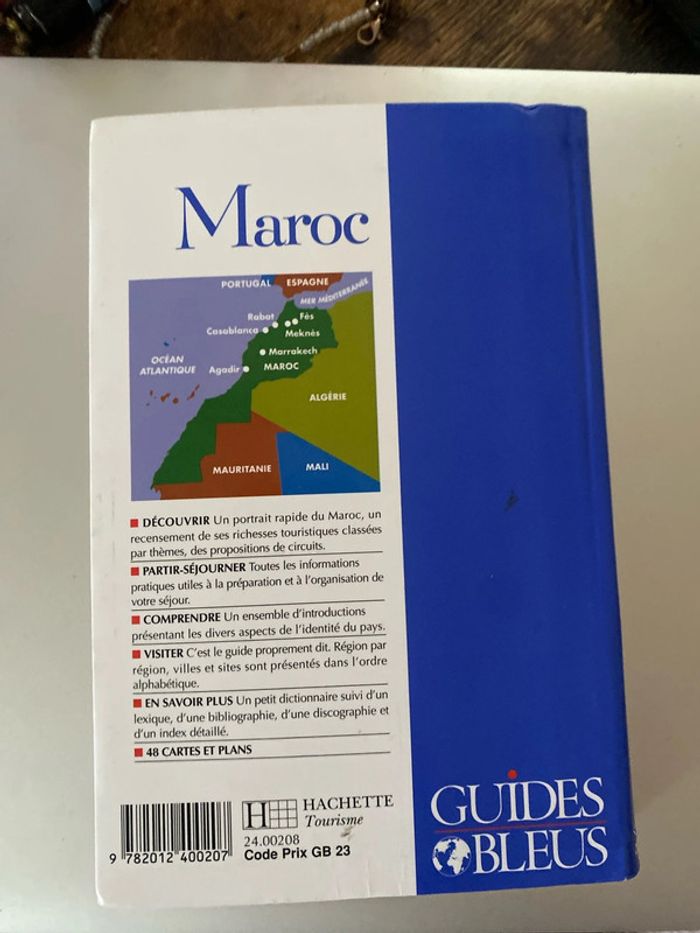 Maroc
PORTUGAL ESPAGNE
MER MÉDITERRANÉE
Rabat Fès
Casablanca
Meknès
Marrakech
OCÉAN
ATLANTIQUE
Agadir MAROC
ALGÉRIE
MAURITANIE MALI
DÉCOUVRIR Un portrait rapide du Maroc, un
recensement de ses richesses touristiques classées
par thèmes, des propositions de circuits.
PARTIR-SÉJOURNER Toutes les informations
pratiques utiles à la préparation et à l'organisation de
votre séjour.
COMPRENDRE Un ensemble d'introductions
présentant les divers aspects de l'identité du pays.
VISITER C'est le guide proprement dit. Région par
région, villes et sites sont présentés dans l'ordre
alphabétique.
EN SAVOIR PLUS Un petit dictionnaire suivi d'un
lexique, d'une bibliographie, d'une discographie et
d'un index détaillé.
48 CARTES ET PLANS
H HACHETTE
Tourisme
24.00208
Code Prix GB 23
9 782012 400207
GUIDES
BLEUS